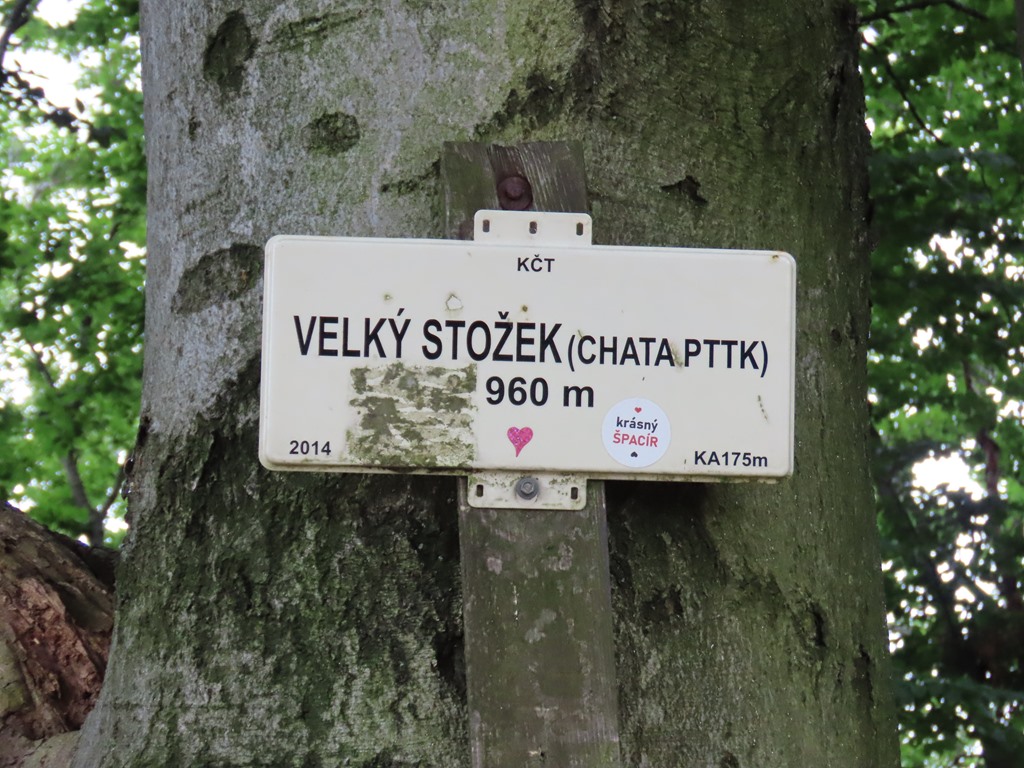 KČT
VELKÝ STOŽEK (CHATA PTTK)
960 m
krásný
ŠPACÍR
2014
KA175m